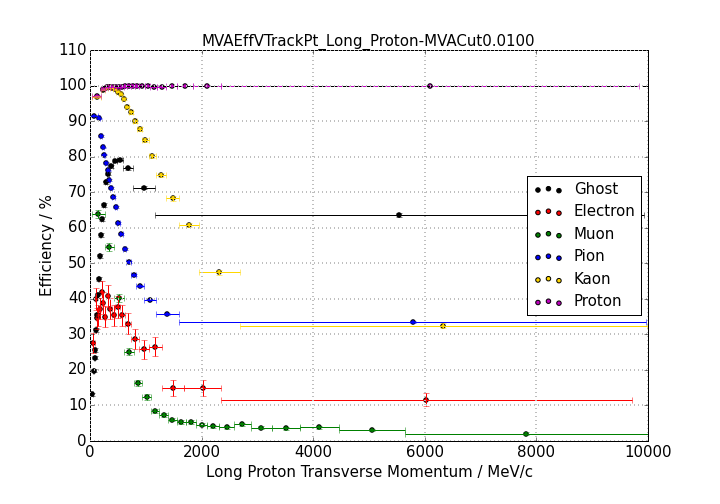 MVAEffVTrackPt_Long_Proton-MVACut0.0100
110
100
90
80
70
60
50
40
30
20
10
0
Efficiency / %
Ghost
Electron
Muon
Pion
Kaon
Proton
0 2000 4000 6000 8000 10000
Long Proton Transverse Momentum / MeV/c